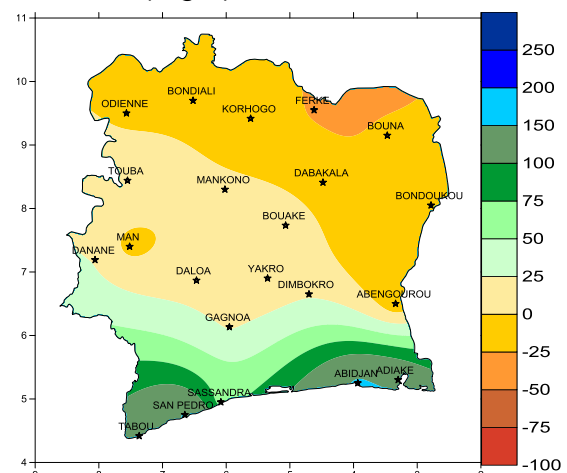 11
10
9
8
7
6
5
4
ODIENNE
BONDIALI
KORHOGO
FERKE
BOUNA
TOUBA
MANKONO
DABAKALA
BONDOUKOU
BOUAKE
MAN
DANANE
DALOA
YAKRO
DIMBOKRO
ABENGOUROU
GAGNOA
ABIDJAN
ADIAKE
SASSANDRA
SAN PEDRO
TABOU
250
200
150
100
75
50
25
0
-25
-50
-75
-100